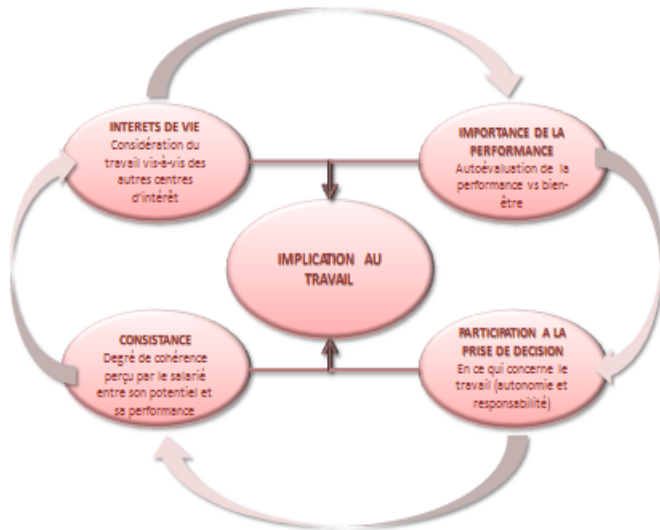 INTERETS DE VIE
Considération du
travail vis-à-vis des
autres centres
d'intérêt
IMPORTANCE DE LA
PERFORMANCE
Autoévaluation de la
performance vs bien-
être
IMPLICATION AU
TRAVAIL
CONSISTANCE
Degré de cohérence
perçu par le salarié
entre son potentiel et
sa performance
PARTICIPATION A LA
PRISE DE DECISION
En ce qui concerne le
travail (autonomie et
responsabilité)